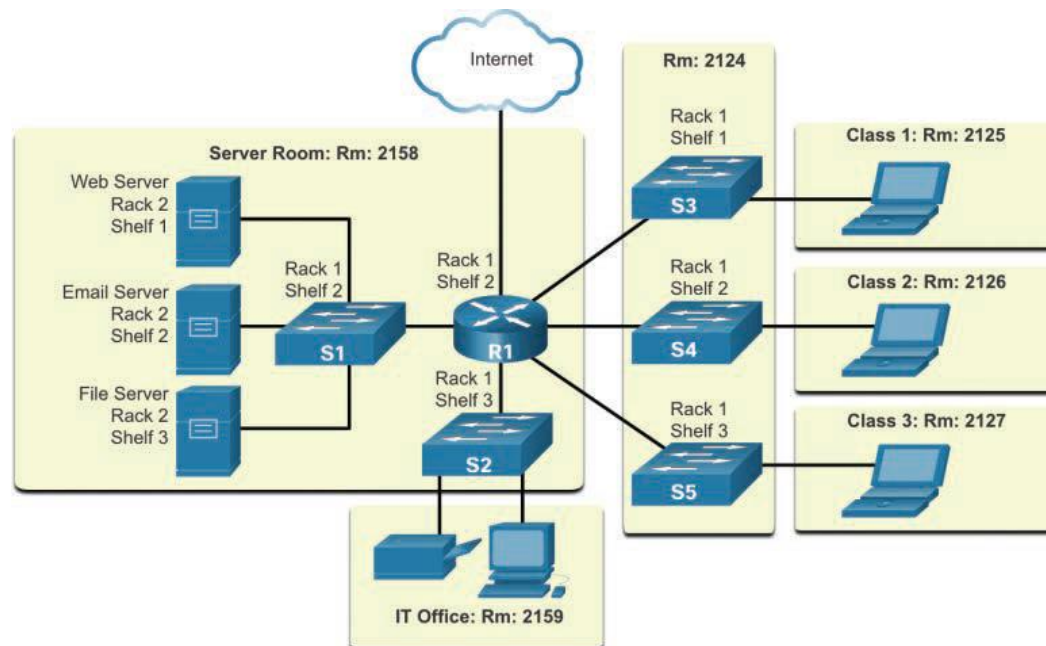 Internet
Server Room: Rm: 2158
Web Server
Rack 2
Shelf 1
Email Server
Rack 2
Shelf 2
File Server
Rack 2
Shelf 3
Rack 1
Shelf 2
S1
Rack 1
Shelf 2
R1
Rack 1
Shelf 3
S2
IT Office: Rm: 2159
Rm: 2124
Rack 1
Shelf 1
S3
Rack 1
Shelf 2
S4
Rack 1
Shelf 3
S5
Class 1: Rm: 2125
Class 2: Rm: 2126
Class 3: Rm: 2127